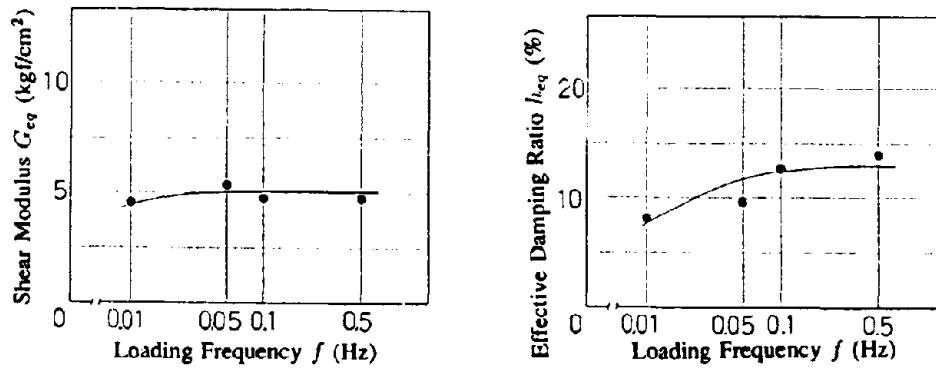 Shear Modulus G_eq (kgf/cm²)
10
5
0
0.01 0.05 0.1 0.5
Loading Frequency f (Hz)
Effective Damping Ratio h_eq (%)
20
10
0
0.01 0.05 0.1 0.5
Loading Frequency f (Hz)